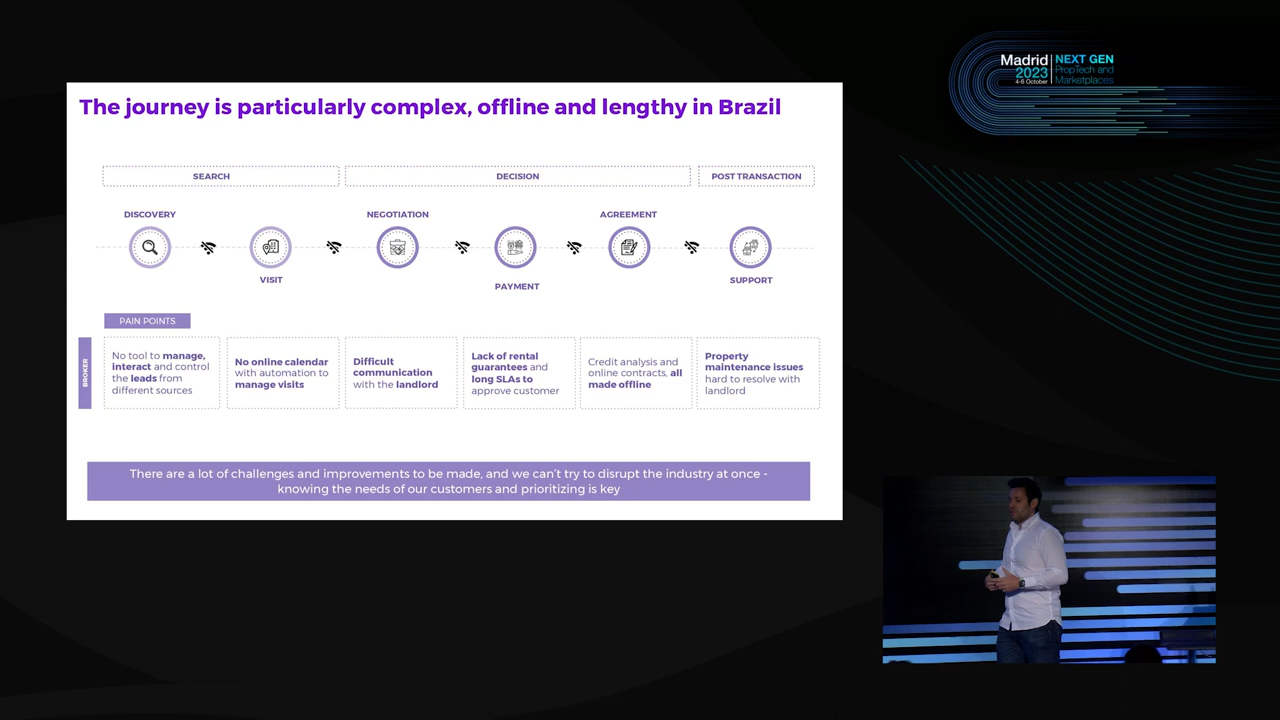 Madrid
2023
4-6 October
NEXT GEN
PropTech and
Marketplaces
The journey is particularly complex, offline and lengthy in Brazil
SEARCH
DECISION
POST TRANSACTION
DISCOVERY
NEGOTIATION
AGREEMENT
VISIT
PAYMENT
SUPPORT
PAIN POINTS
BROKER
No tool to manage,
interact and control
the leads from
different sources
No online calendar
with automation to
manage visits
Difficult
communication
with the landlord
Lack of rental
guarantees and
long SLAs to
approve customer
Credit analysis and
online contracts, all
made offline
Property
maintenance issues
hard to resolve with
landlord
There are a lot of challenges and improvements to be made, and we can't try to disrupt the industry at once -
knowing the needs of our customers and prioritizing is key